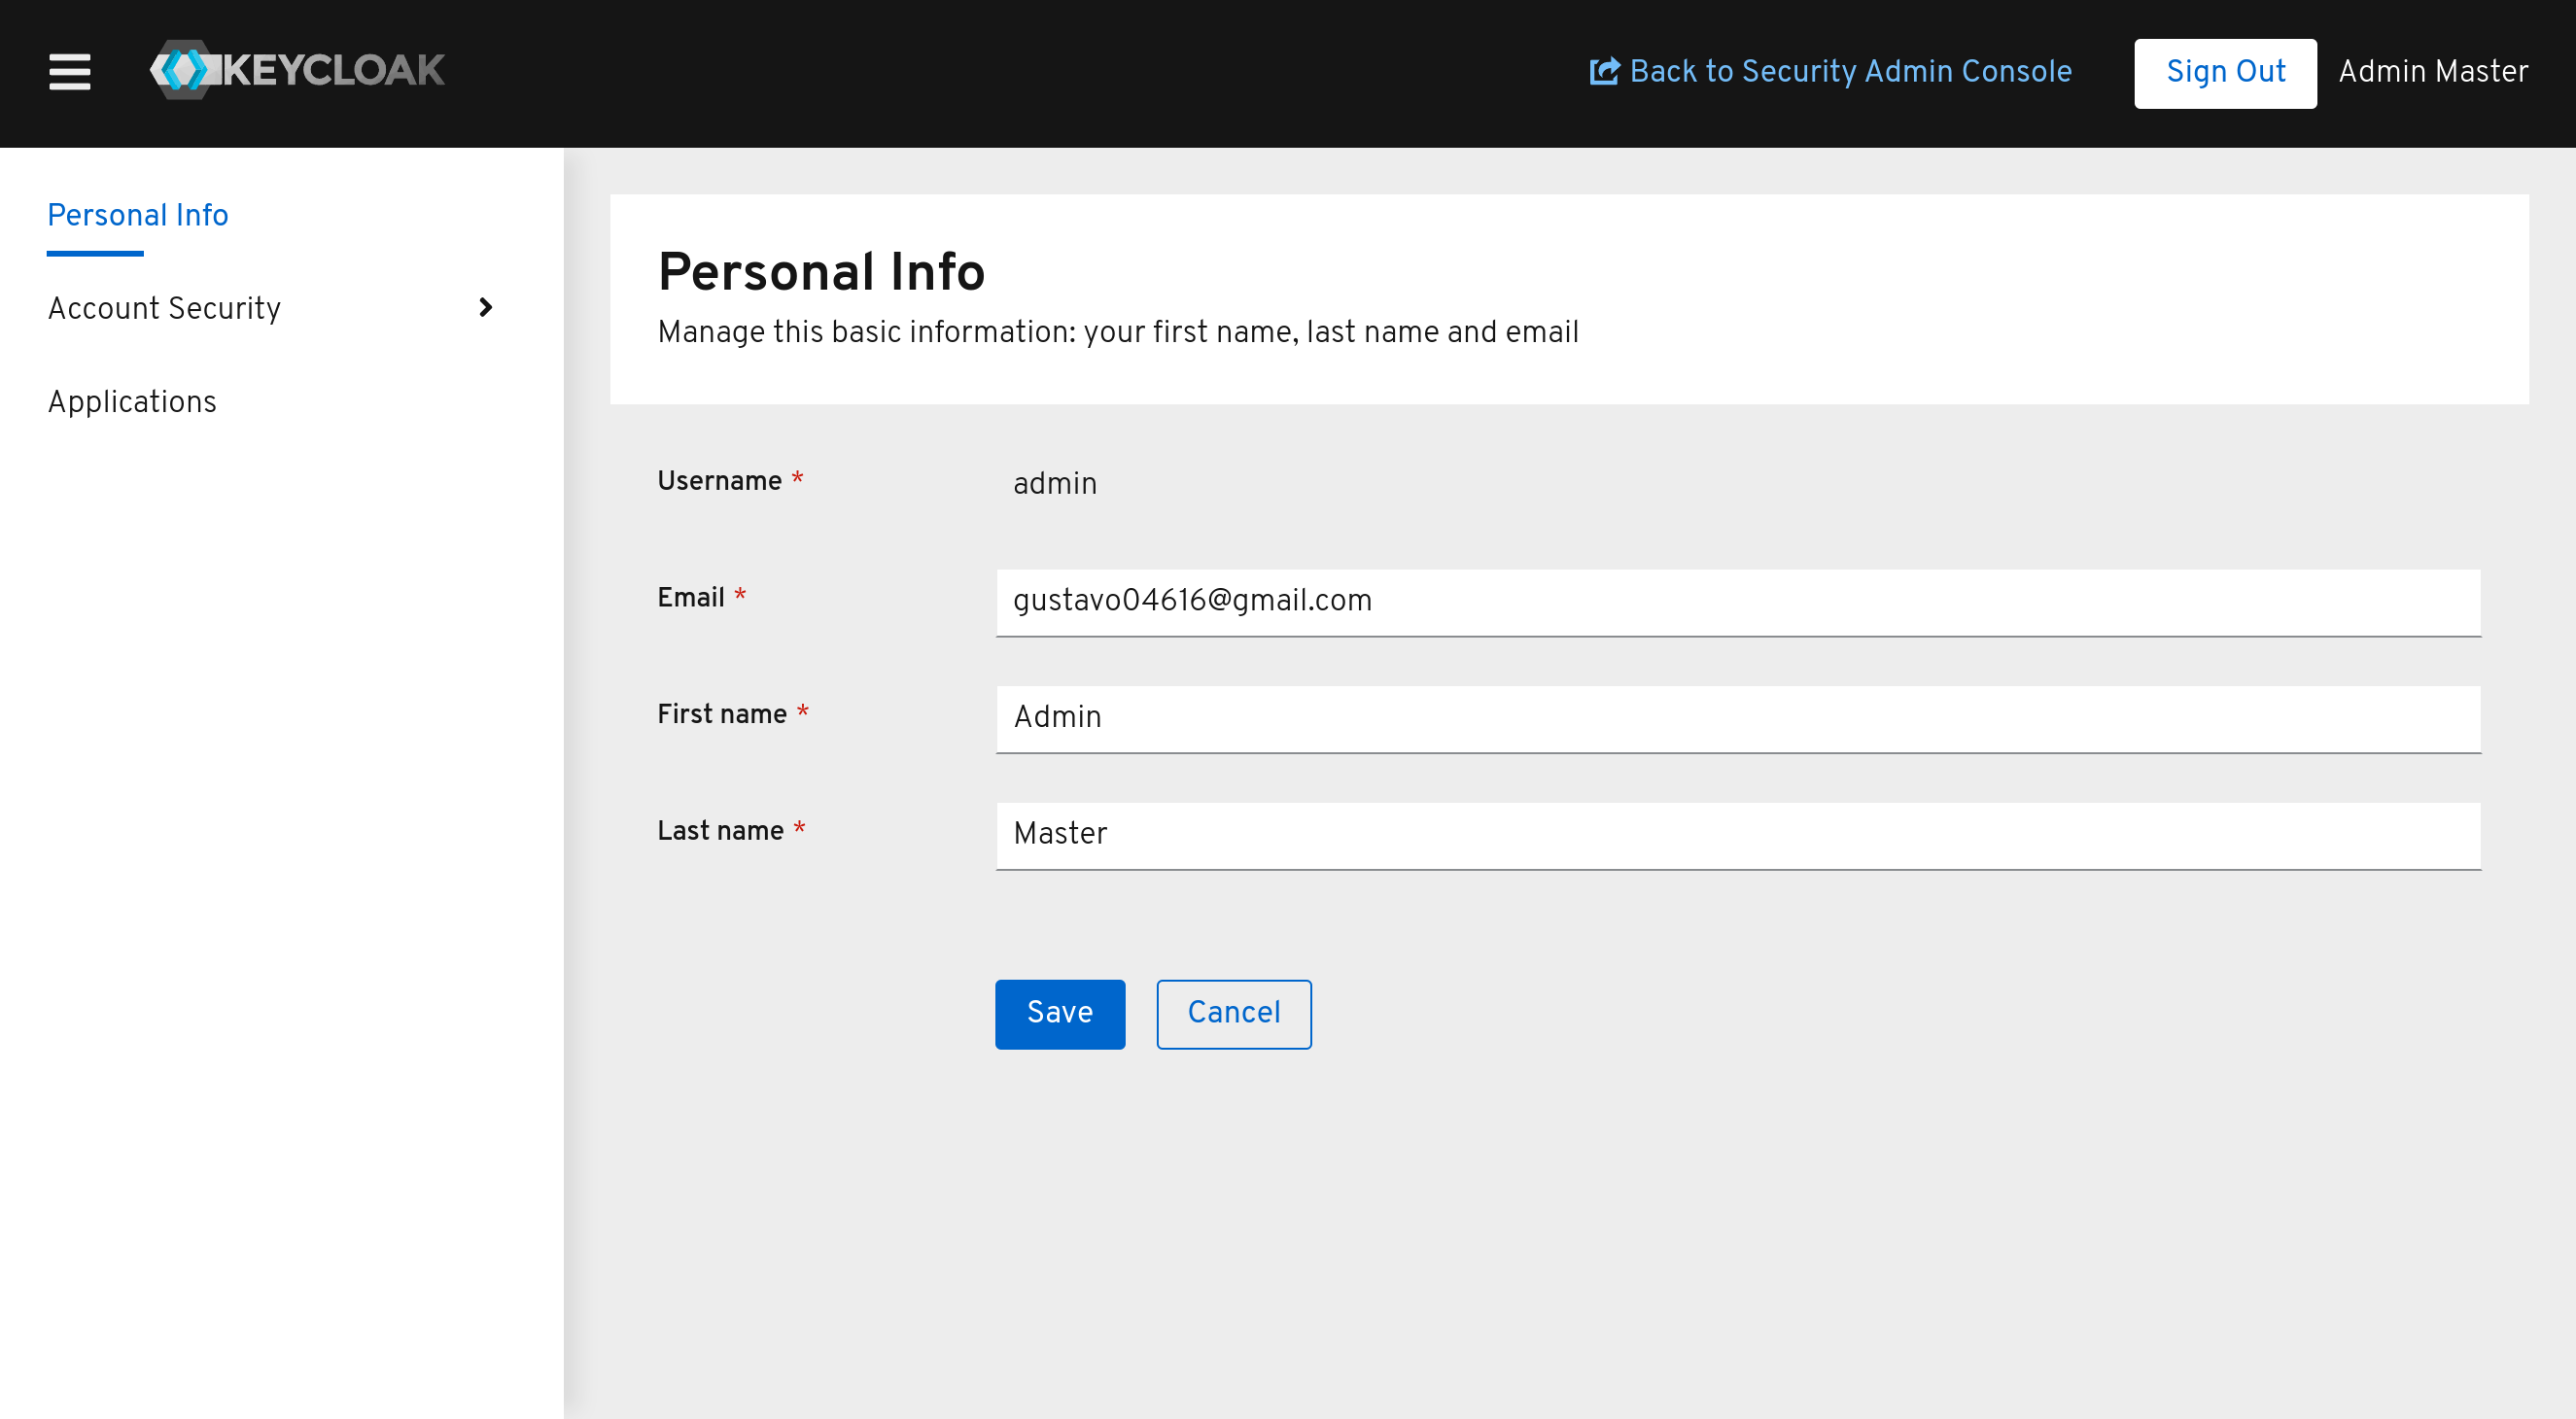 KEYCLOAK
Back to Security Admin Console
Sign Out
Admin Master
Personal Info
Account Security
Applications
Personal Info
Manage this basic information: your first name, last name and email
Username * admin
Email * gustavo04616@gmail.com
First name * Admin
Last name * Master
Save Cancel